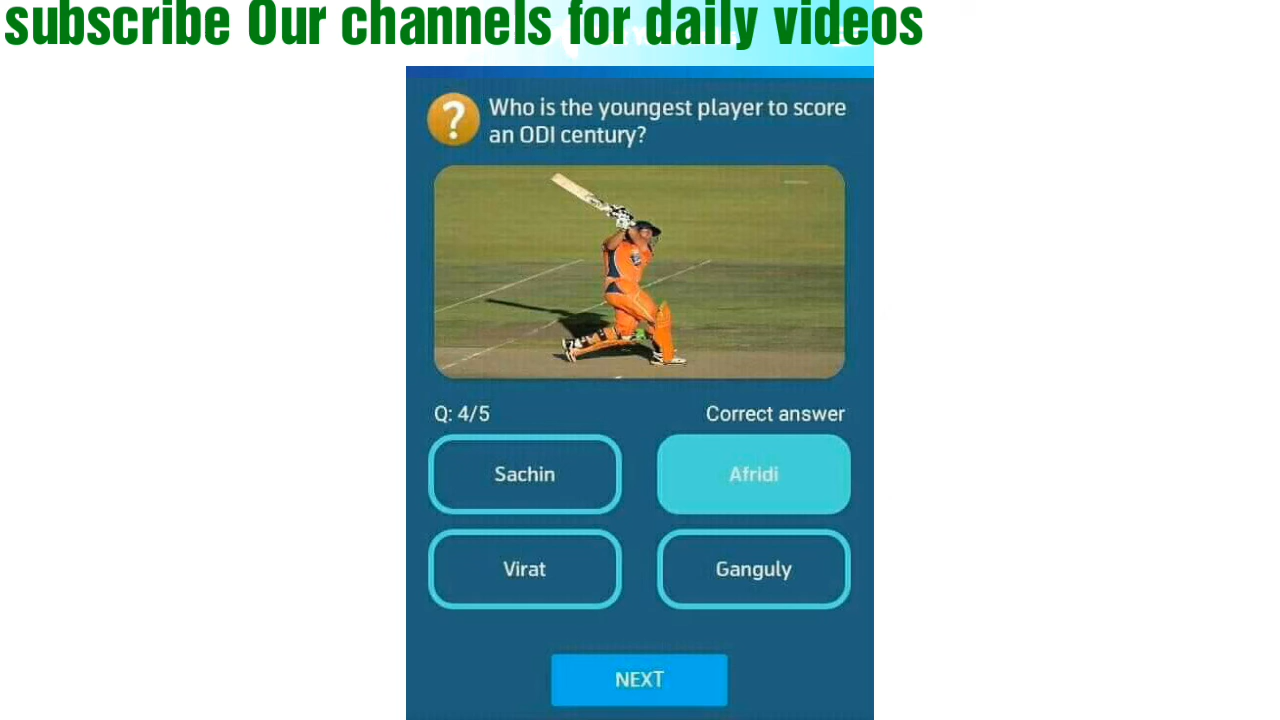 subscribe Our channels for daily videos
? Who is the youngest player to score
an ODI century?
Q: 4/5 Correct answer
Sachin Afridi
Virat Ganguly
NEXT